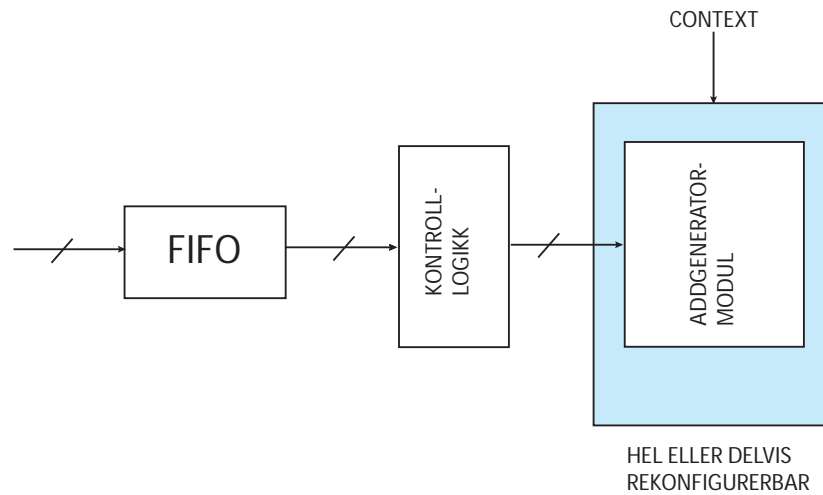 CONTEXT
FIFO
KONTROLL-
LOGIKK
ADDGENERATOR-
MODUL
HEL ELLER DELVIS
REKONFIGURERBAR